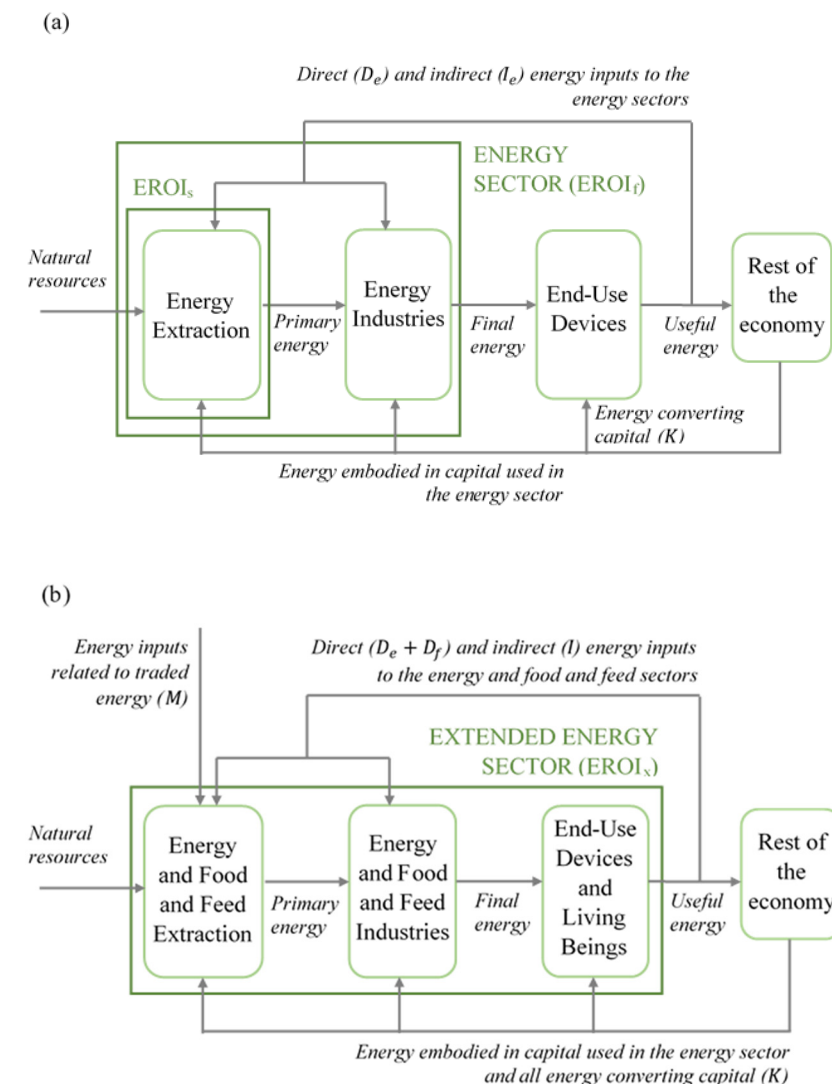 (a)
Direct (Dₑ) and indirect (Iₑ) energy inputs to the
energy sectors
ENERGY
SECTOR (EROI_f)
EROIₛ
Natural
resources
Energy
Extraction
Primary
energy
Energy
Industries
Final
energy
End-Use
Devices
Useful
energy
Rest of
the
economy
Energy converting
capital (K)
Energy embodied in capital used in
the energy sector
(b)
Energy inputs
related to traded
energy (M)
Direct (Dₑ + D_f) and indirect (I) energy inputs
to the energy and food and feed sectors
EXTENDED ENERGY
SECTOR (EROIₓ)
Natural
resources
Energy
and Food
and Feed
Extraction
Primary
energy
Energy
and Food
and Feed
Industries
Final
energy
End-Use
Devices
and
Living
Beings
Useful
energy
Rest of
the
economy
Energy embodied in capital used in the energy sector
and all energy converting capital (K)